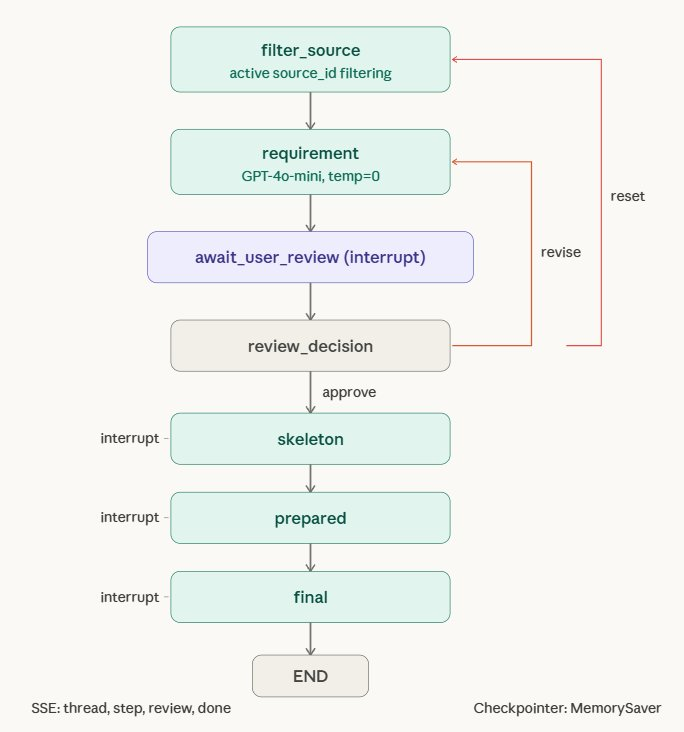 filter_source
active source_id filtering
requirement
GPT-4o-mini, temp=0
reset
revise
await_user_review (interrupt)
review_decision
approve
interrupt
skeleton
interrupt
prepared
interrupt
final
END
SSE: thread, step, review, done
Checkpointer: MemorySaver